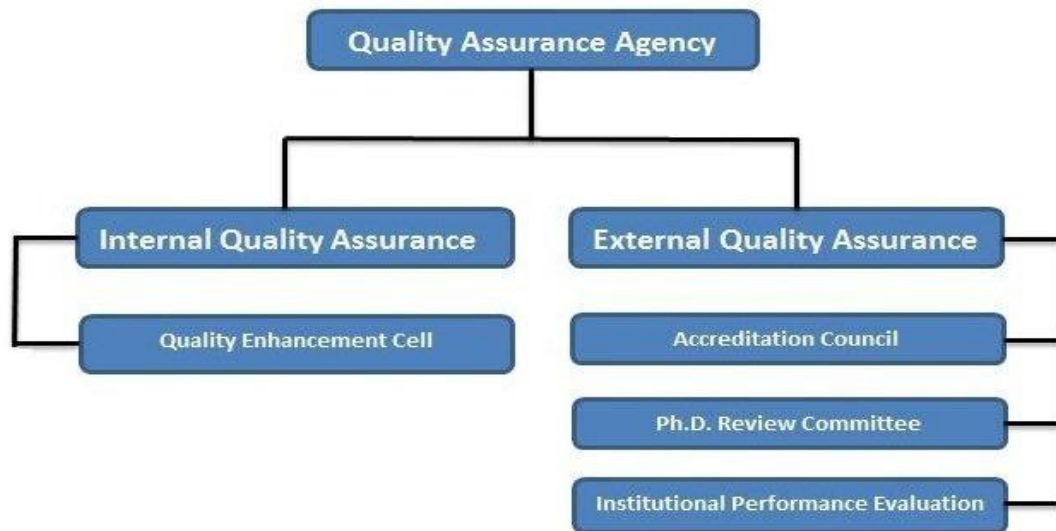 Quality Assurance Agency
Internal Quality Assurance
External Quality Assurance
Quality Enhancement Cell
Accreditation Council
Ph.D. Review Committee
Institutional Performance Evaluation